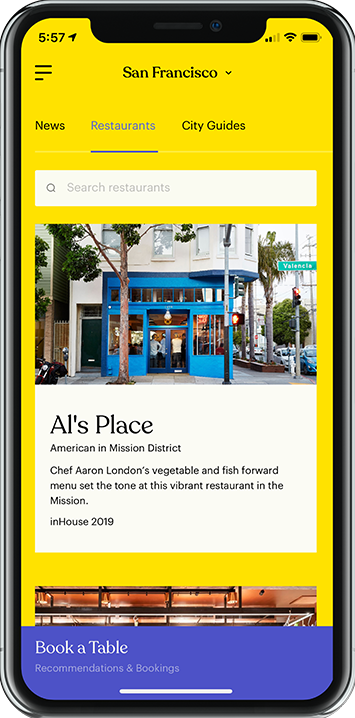 5:57
San Francisco
News Restaurants City Guides
Search restaurants
Valencia
Al's Place
American in Mission District
Chef Aaron London's vegetable and fish forward
menu set the tone at this vibrant restaurant in the
Mission.
inHouse 2019
Book a Table
Recommendations & Bookings